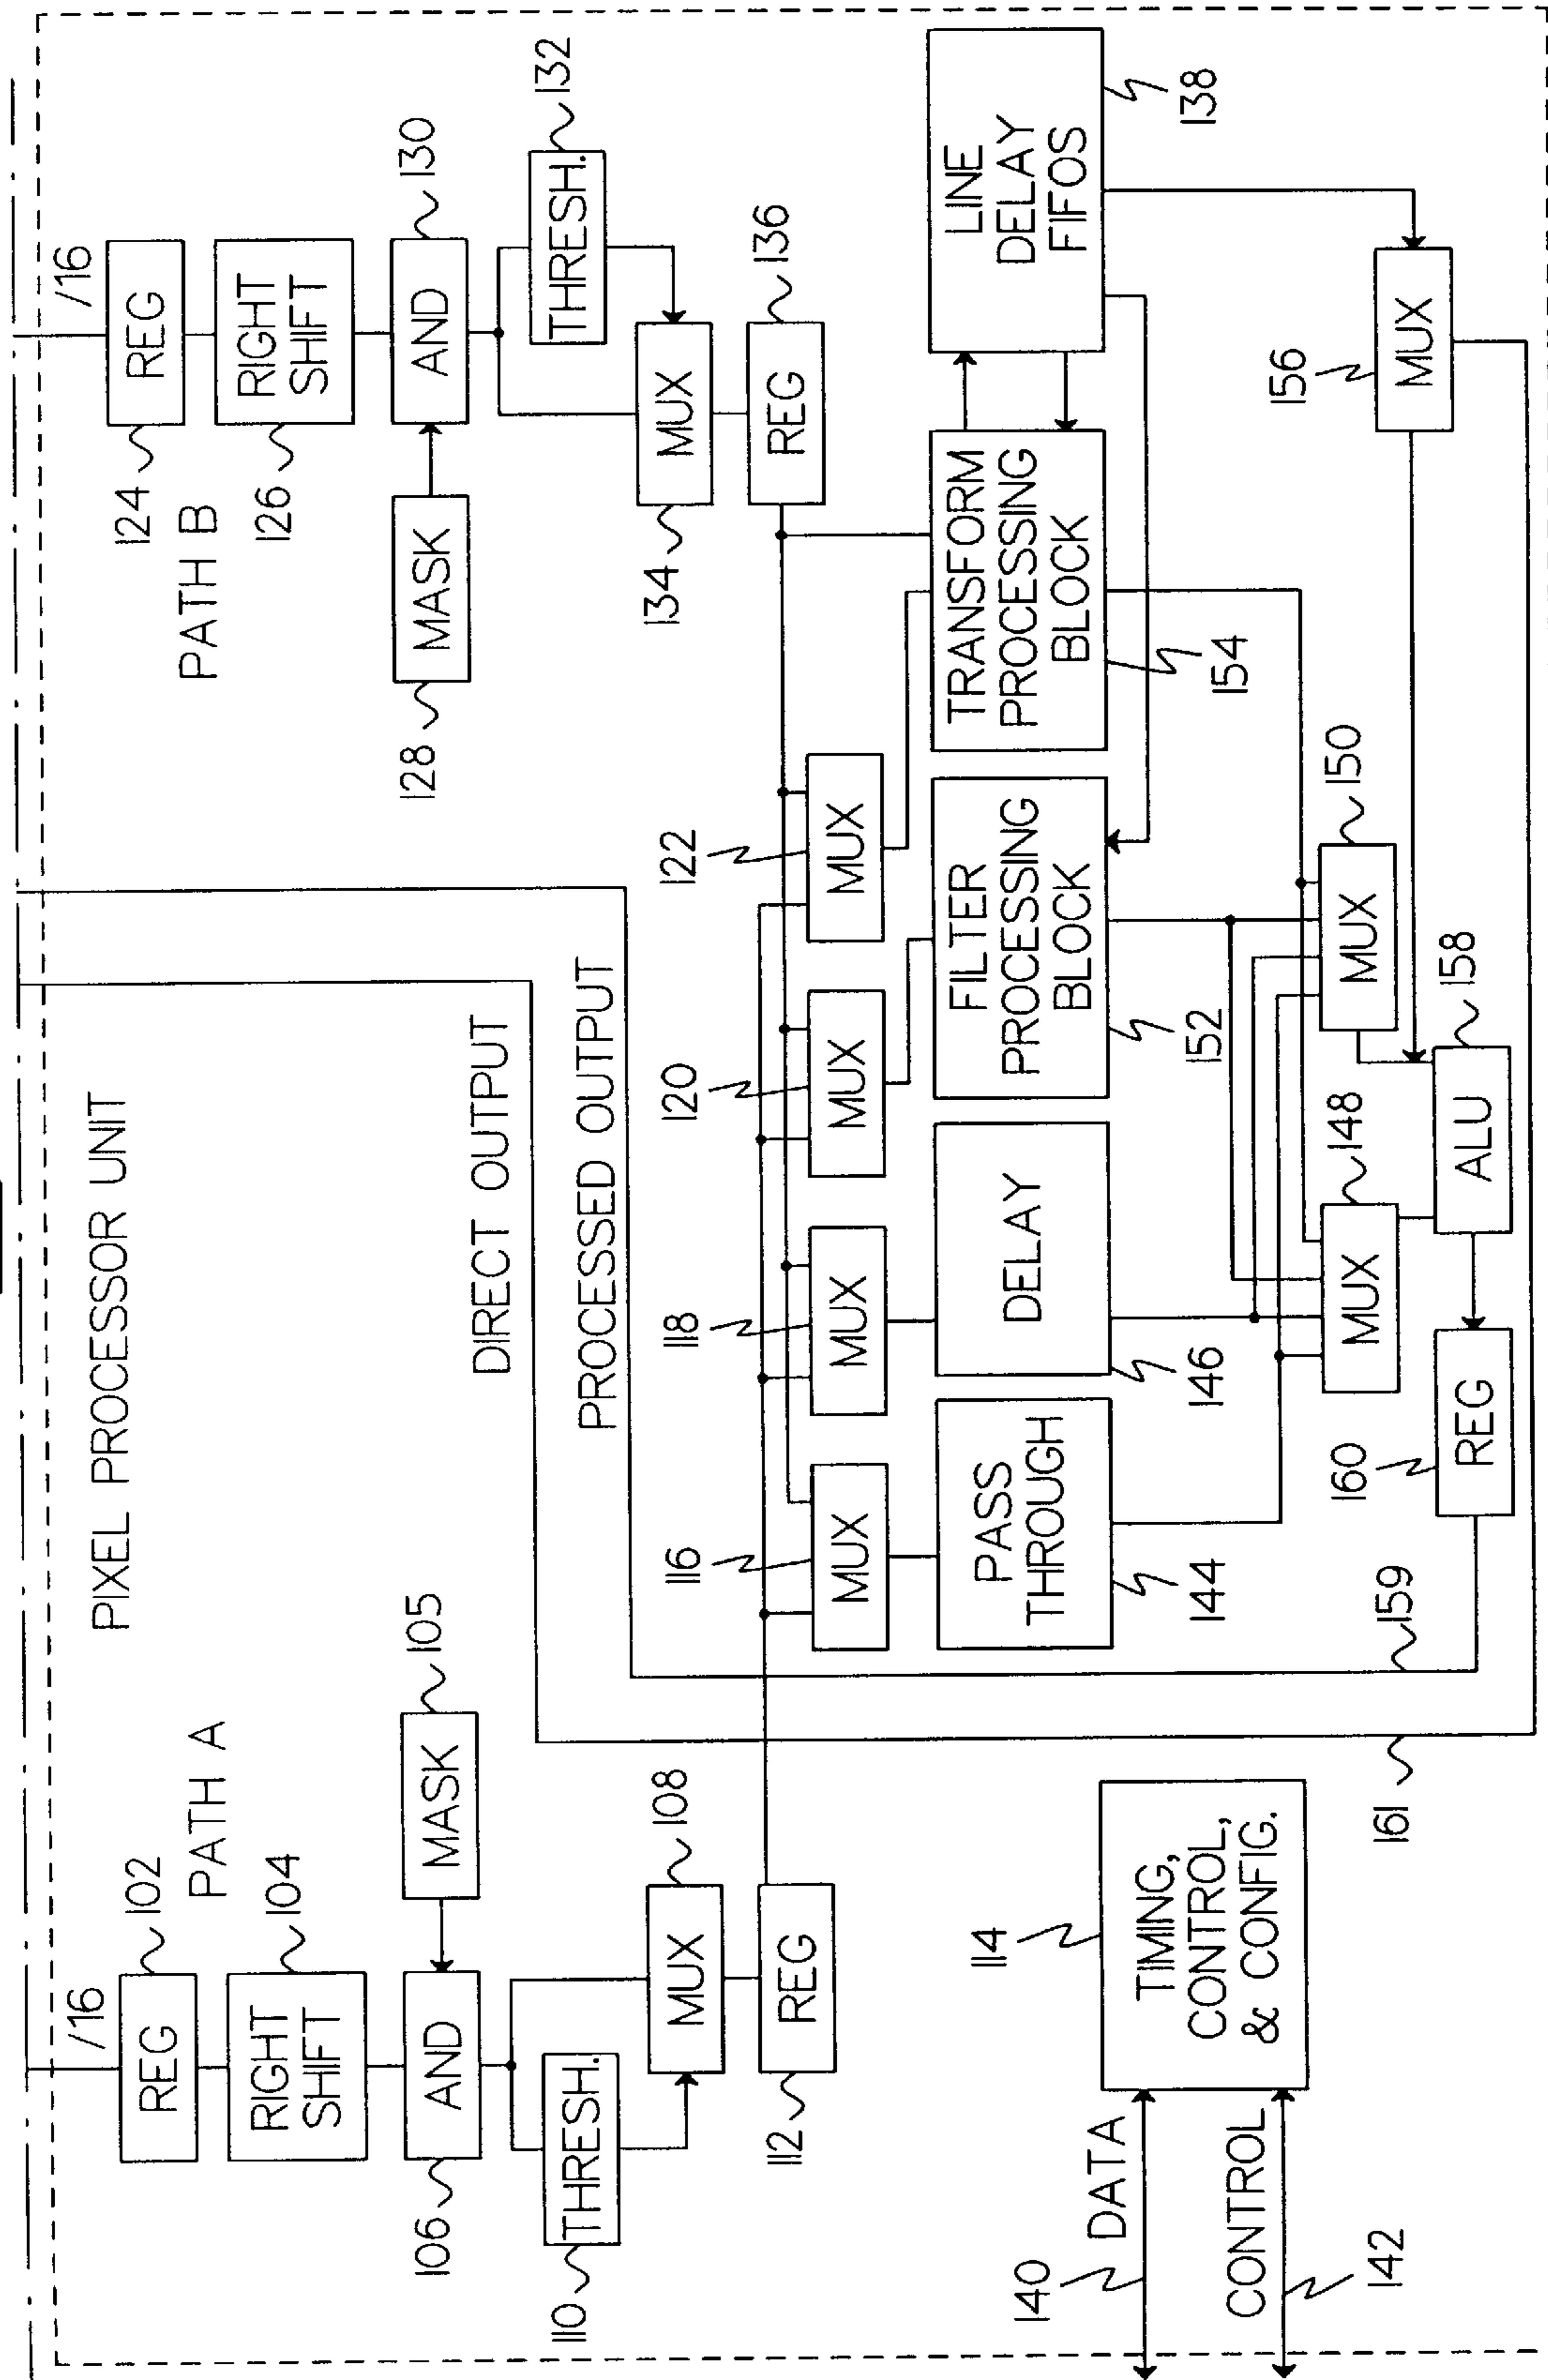 PIXEL PROCESSOR UNIT
/16
REG
102
PATH A
RIGHT
SHIFT
104
MASK
105
AND
106
THRESH.
110
MUX
108
REG
112
/16
REG
124
PATH B
RIGHT
SHIFT
126
AND
130
MASK
128
THRESH.
132
MUX
134
REG
136
DIRECT OUTPUT
PROCESSED OUTPUT
116
MUX
118
MUX
120
MUX
122
MUX
PASS
THROUGH
144
DELAY
146
FILTER
PROCESSING
BLOCK
152
TRANSFORM
PROCESSING
BLOCK
154
LINE
DELAY
FIFOS
138
114
TIMING,
CONTROL,
& CONFIG.
DATA
140
CONTROL
142
MUX
148
MUX
150
MUX
156
ALU
158
REG
160
159
161